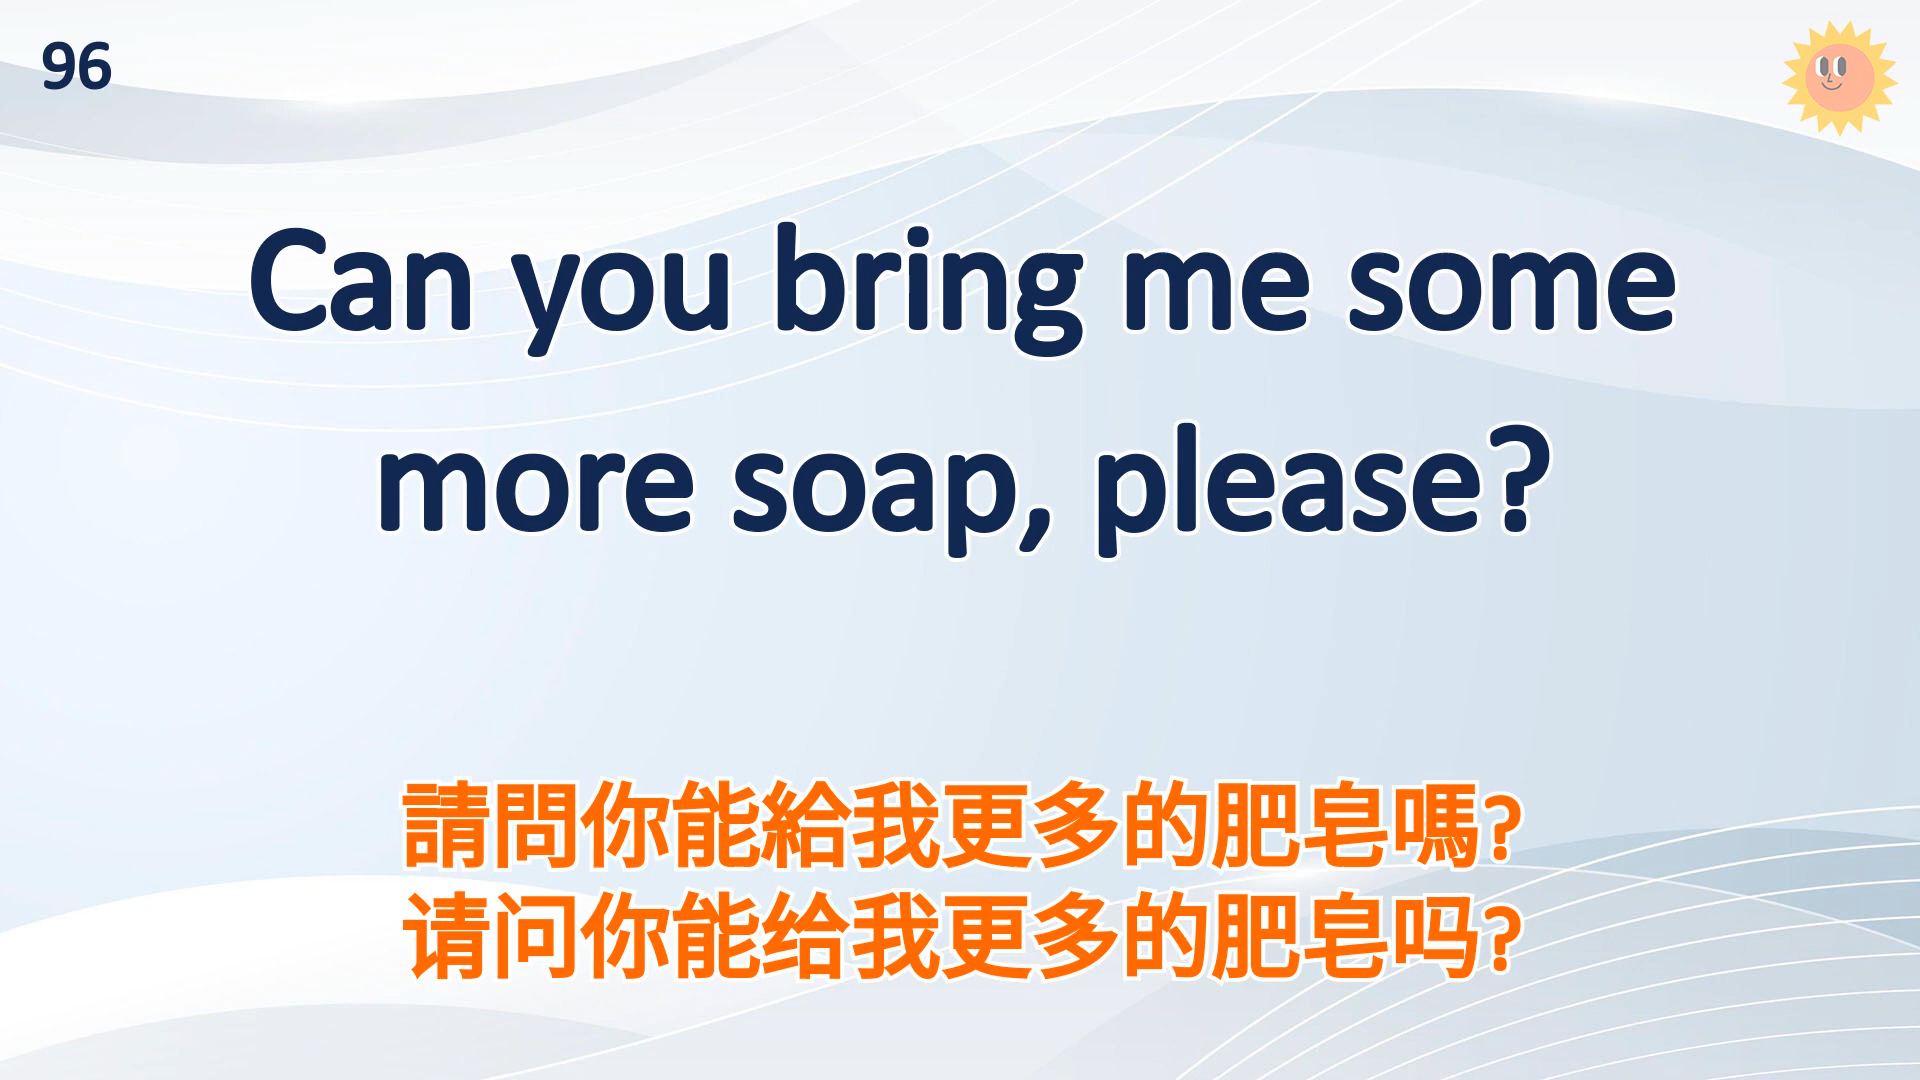 96
Can you bring me some
more soap, please?
請問你能給我更多的肥皂嗎?
请问你能给我更多的肥皂吗?